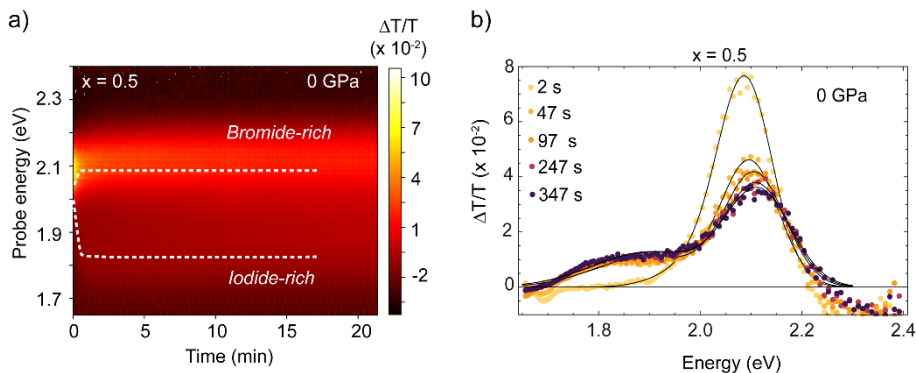 a)
ΔT/T
(x 10⁻²)
x = 0.5
0 GPa
Bromide-rich
Iodide-rich
2.3
2.1
1.9
1.7
Probe energy (eV)
0
5
10
15
20
Time (min)
10
7
4
1
-2
b)
x = 0.5
0 GPa
2 s
47 s
97 s
247 s
347 s
8
6
4
2
0
ΔT/T (x 10⁻²)
1.8
2.0
2.2
2.4
Energy (eV)